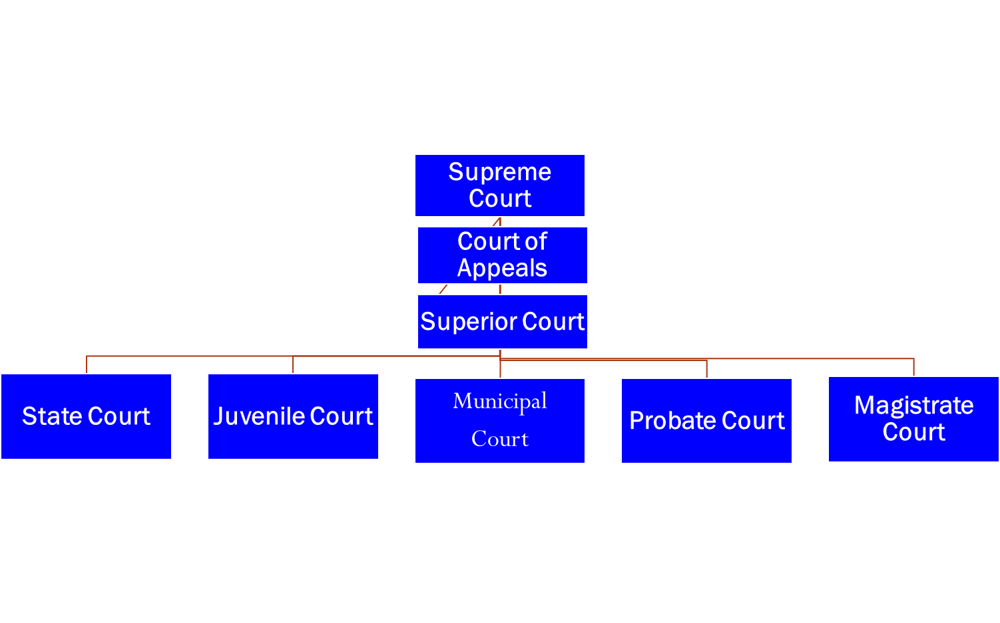 Supreme
Court
Court of
Appeals
Superior Court
State Court
Juvenile Court
Municipal
Court
Probate Court
Magistrate
Court